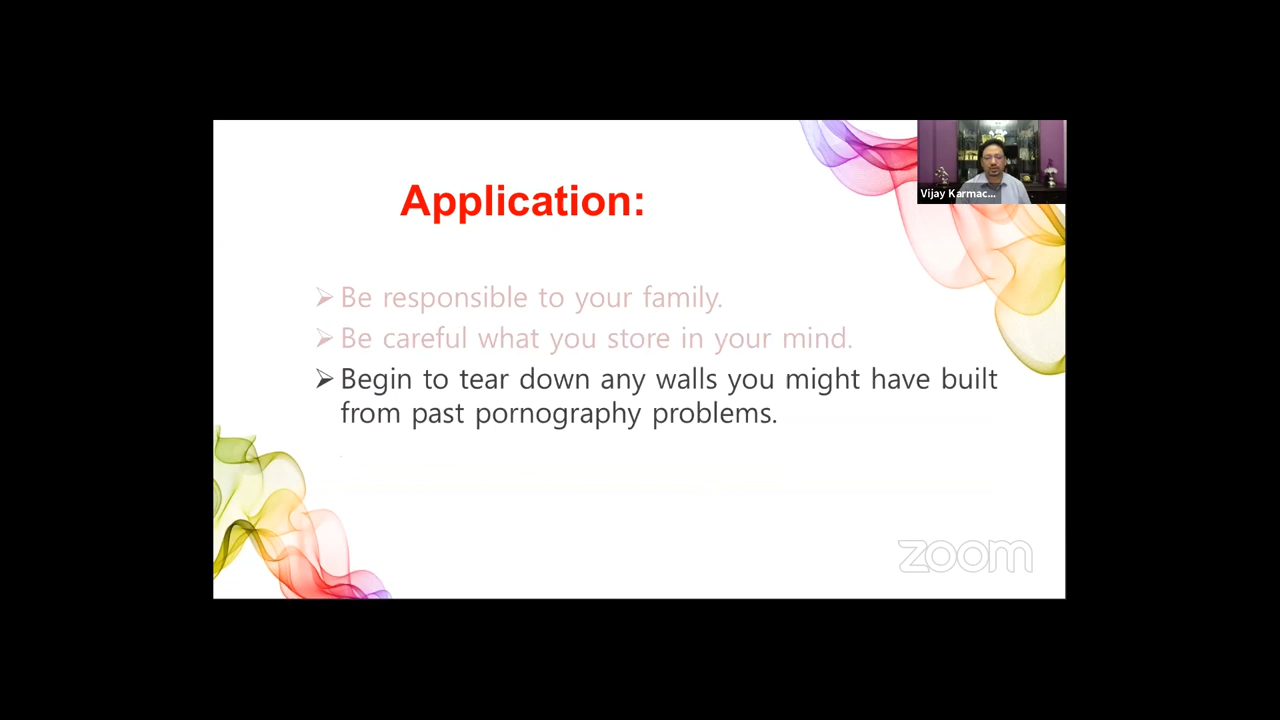 Vijay Karmac...
Application:
Be responsible to your family.
Be careful what you store in your mind.
Begin to tear down any walls you might have built
from past pornography problems.
zoom